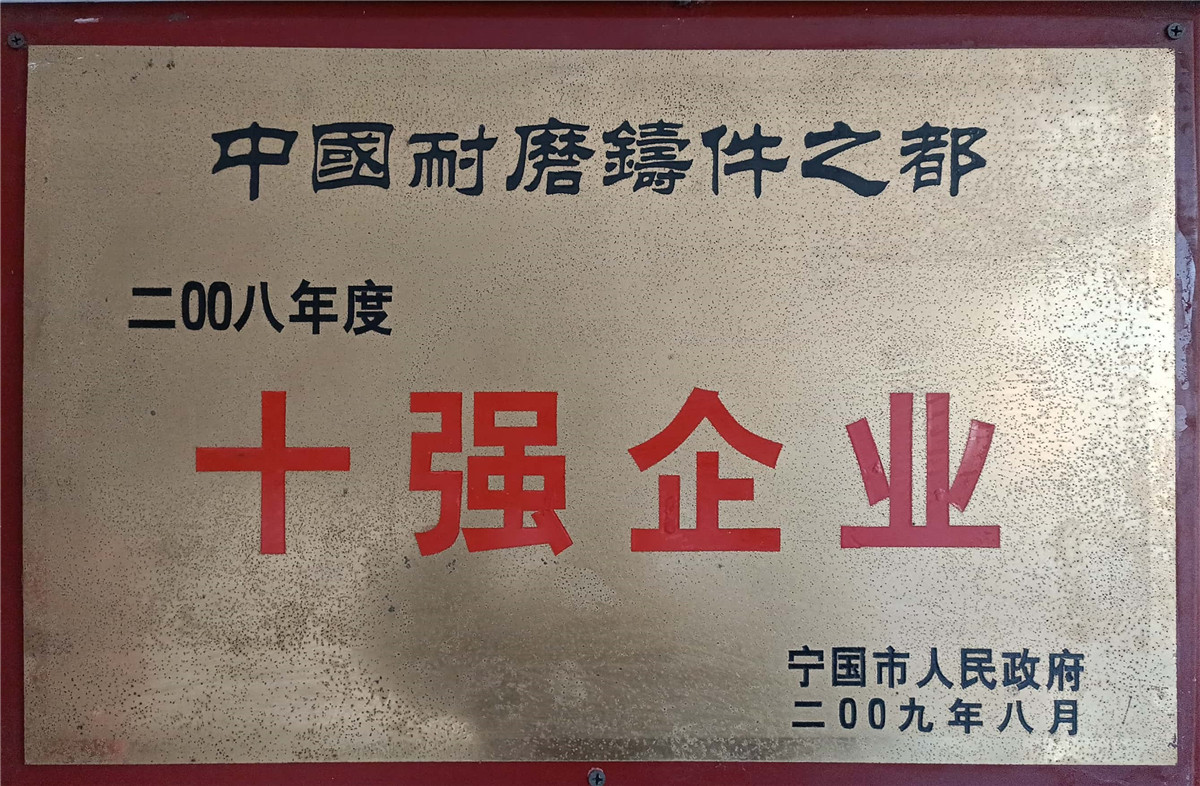 中國耐磨鑄件之都
二00八年度
十强企业
宁国市人民政府
二00九年八月